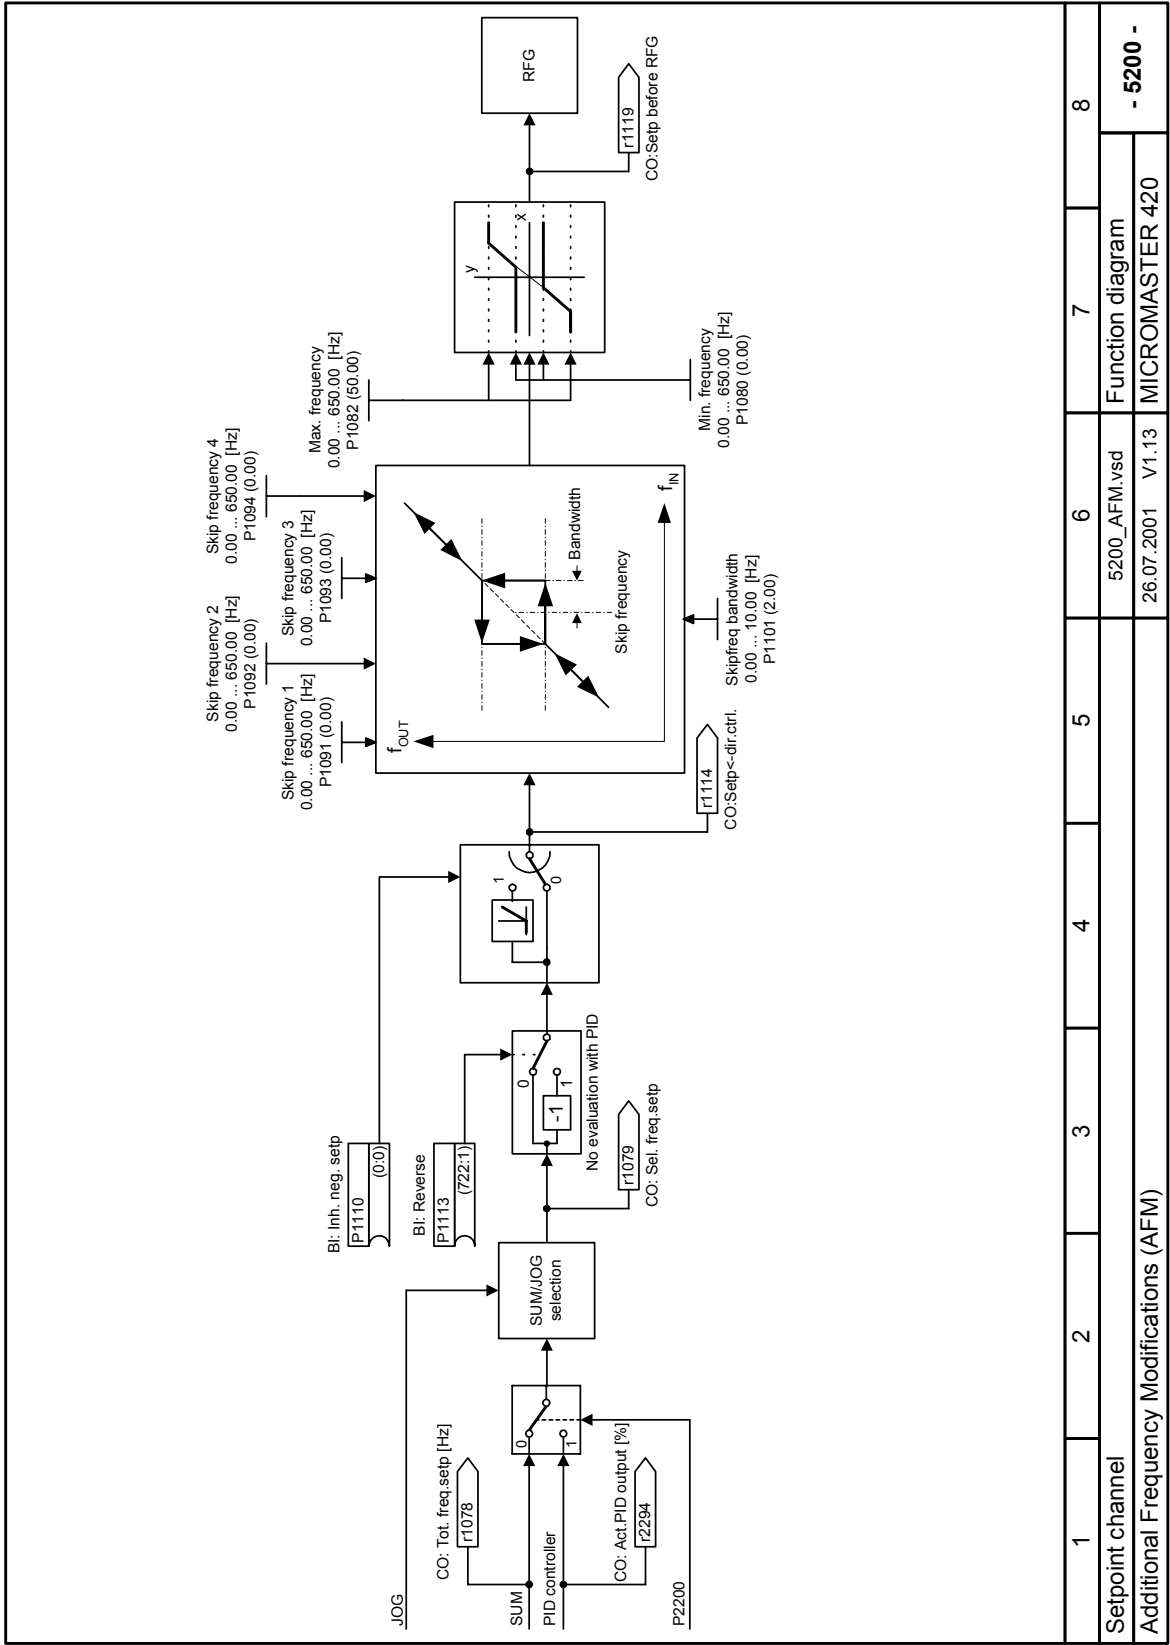 JOG
CO: Tot. freq.setp [Hz]
r1078
SUM
PID controller
CO: Act.PID output [%]
r2294
P2200
0
1
SUM/JOG
selection
BI: Inh. neg. setp
P1110
(0:0)
BI: Reverse
P1113
(722:1)
0
1
-1
No evaluation with PID
r1079
CO: Sel. freq.setp
1
0
r1114
CO:Setp<-dir.ctrl.
Skip frequency 1
0.00 ... 650.00 [Hz]
P1091 (0.00)
Skip frequency 2
0.00 ... 650.00 [Hz]
P1092 (0.00)
Skip frequency 3
0.00 ... 650.00 [Hz]
P1093 (0.00)
Skip frequency 4
0.00 ... 650.00 [Hz]
P1094 (0.00)
fOUT
fIN
Bandwidth
Skip frequency
Skipfreq bandwidth
0.00 ... 10.00 [Hz]
P1101 (2.00)
Max. frequency
0.00 ... 650.00 [Hz]
P1082 (50.00)
y
x
Min. frequency
0.00 ... 650.00 [Hz]
P1080 (0.00)
RFG
r1119
CO:Setp before RFG
1 2 3 4 5 6 7 8
Setpoint channel 5200_AFM.vsd Function diagram - 5200 -
Additional Frequency Modifications (AFM) 26.07.2001 V1.13 MICROMASTER 420